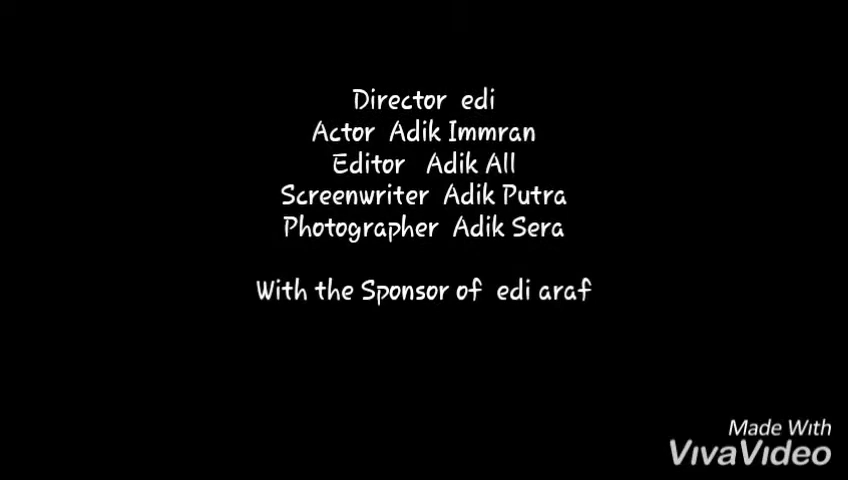 Director edi
Actor Adik Immran
Editor Adik All
Screenwriter Adik Putra
Photographer Adik Sera
With the Sponsor of edi araf
Made With
VivaVideo